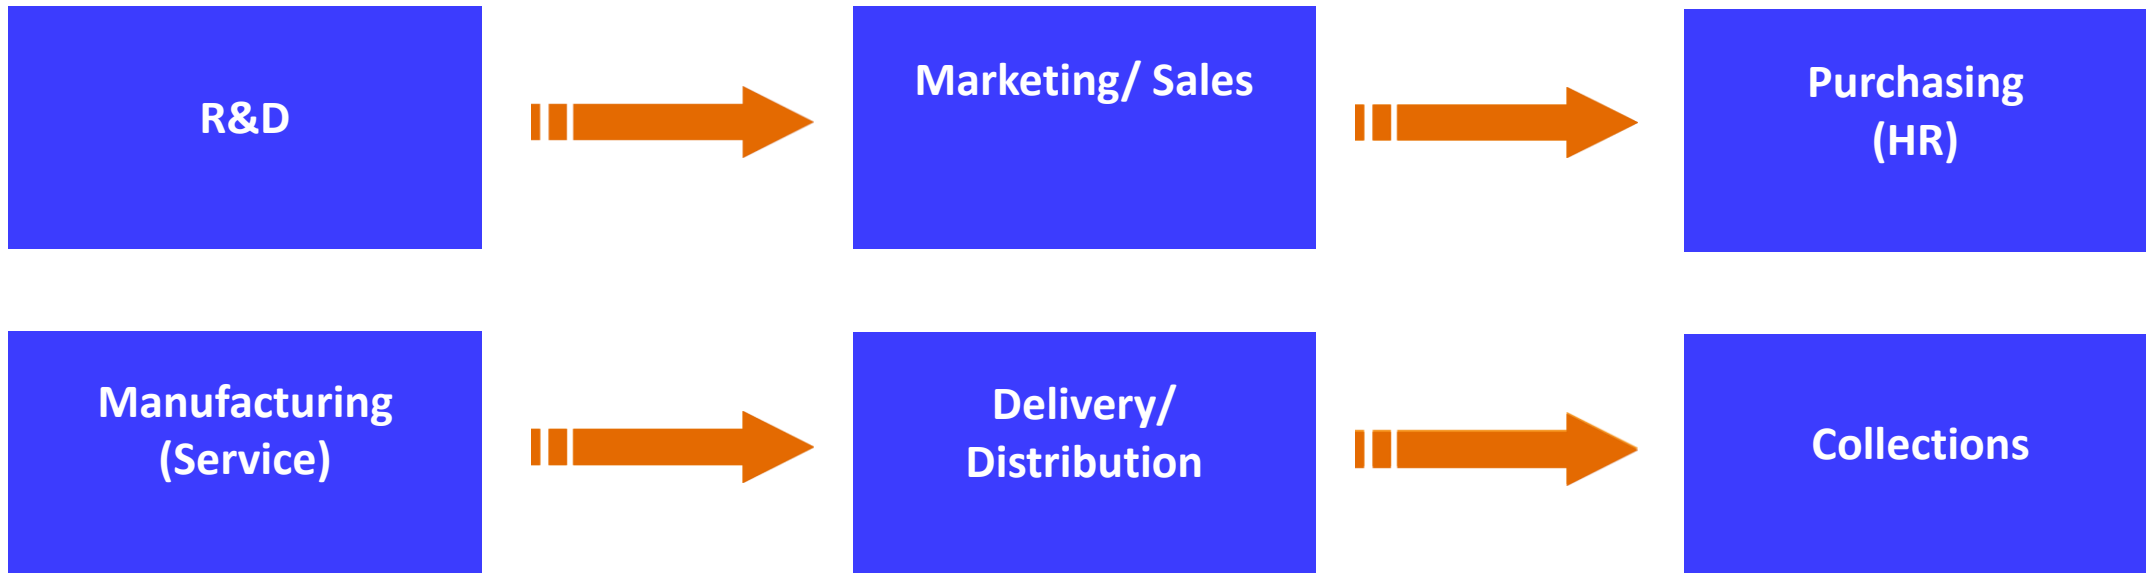 R&D
Marketing/ Sales
Purchasing
(HR)
Manufacturing
(Service)
Delivery/
Distribution
Collections